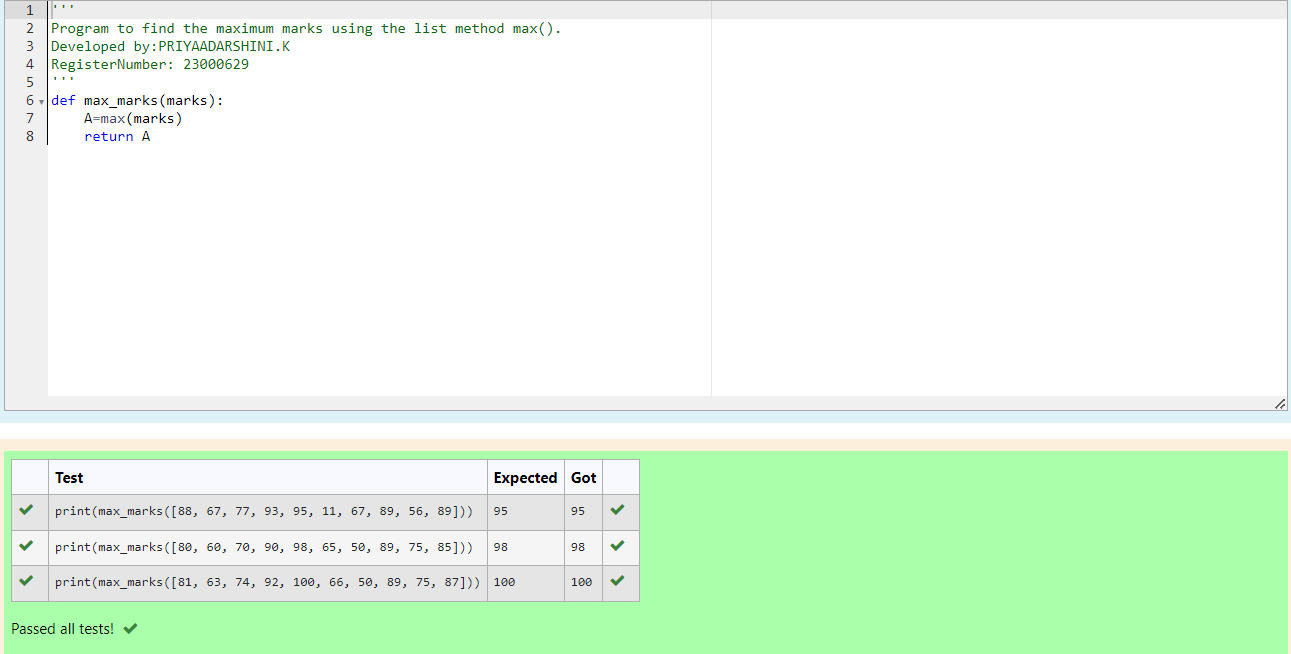 1 '''
2 Program to find the maximum marks using the list method max().
3 Developed by:PRIYAADARSHINI.K
4 RegisterNumber: 23000629
5 '''
6 def max_marks(marks):
7     A=max(marks)
8     return A
Test Expected Got
print(max_marks([88, 67, 77, 93, 95, 11, 67, 89, 56, 89])) 95 95
print(max_marks([80, 60, 70, 90, 98, 65, 50, 89, 75, 85])) 98 98
print(max_marks([81, 63, 74, 92, 100, 66, 50, 89, 75, 87])) 100 100
Passed all tests!